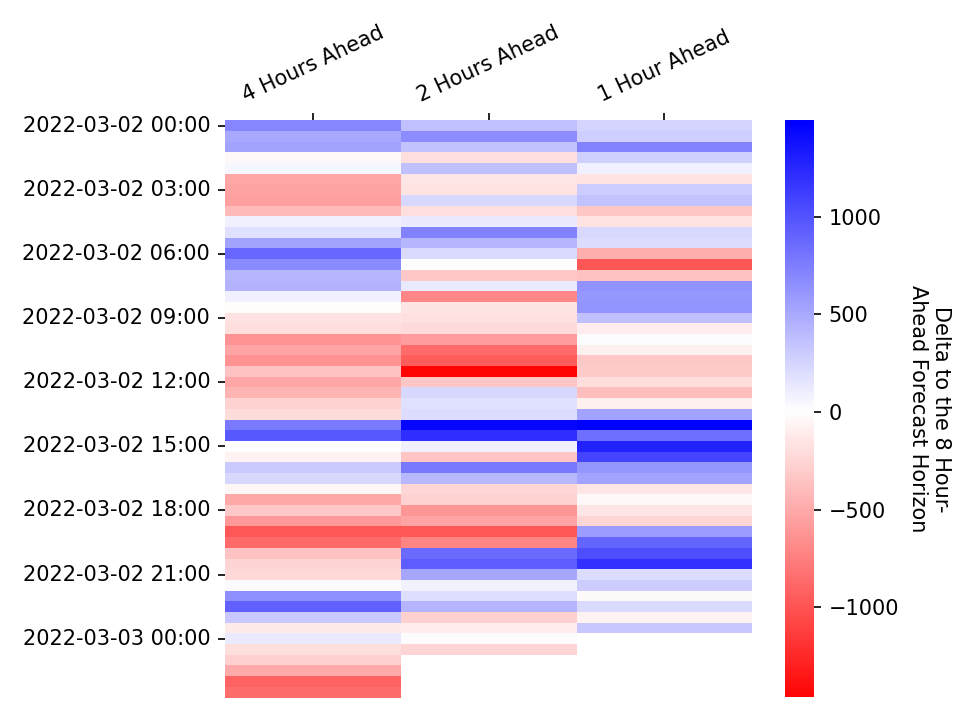 4 Hours Ahead
2 Hours Ahead
1 Hour Ahead
2022-03-02 00:00
2022-03-02 03:00
2022-03-02 06:00
2022-03-02 09:00
2022-03-02 12:00
2022-03-02 15:00
2022-03-02 18:00
2022-03-02 21:00
2022-03-03 00:00
1000
500
0
−500
−1000
Delta to the 8 Hour-
Ahead Forecast Horizon